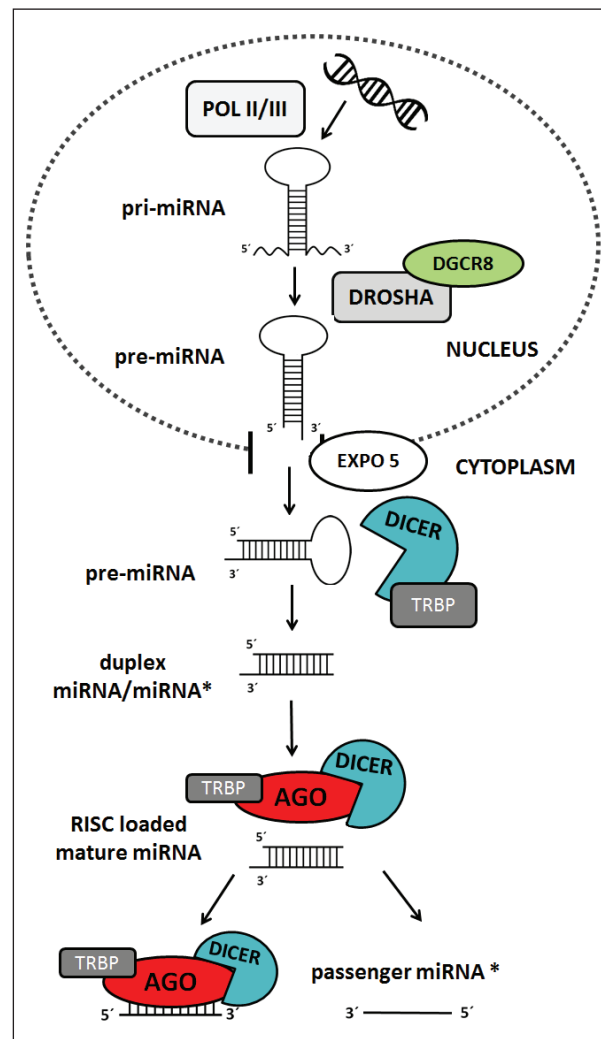 POL II/III
pri-miRNA
5´ 3´
DGCR8
DROSHA
pre-miRNA
NUCLEUS
5´ 3´
EXPO 5
CYTOPLASM
DICER
5´
pre-miRNA
3´
TRBP
5´
duplex
miRNA/miRNA*
3´
DICER
TRBP
AGO
RISC loaded
mature miRNA
5´
3´
DICER
TRBP
AGO
passenger miRNA *
5´ 3´
3´ 5´